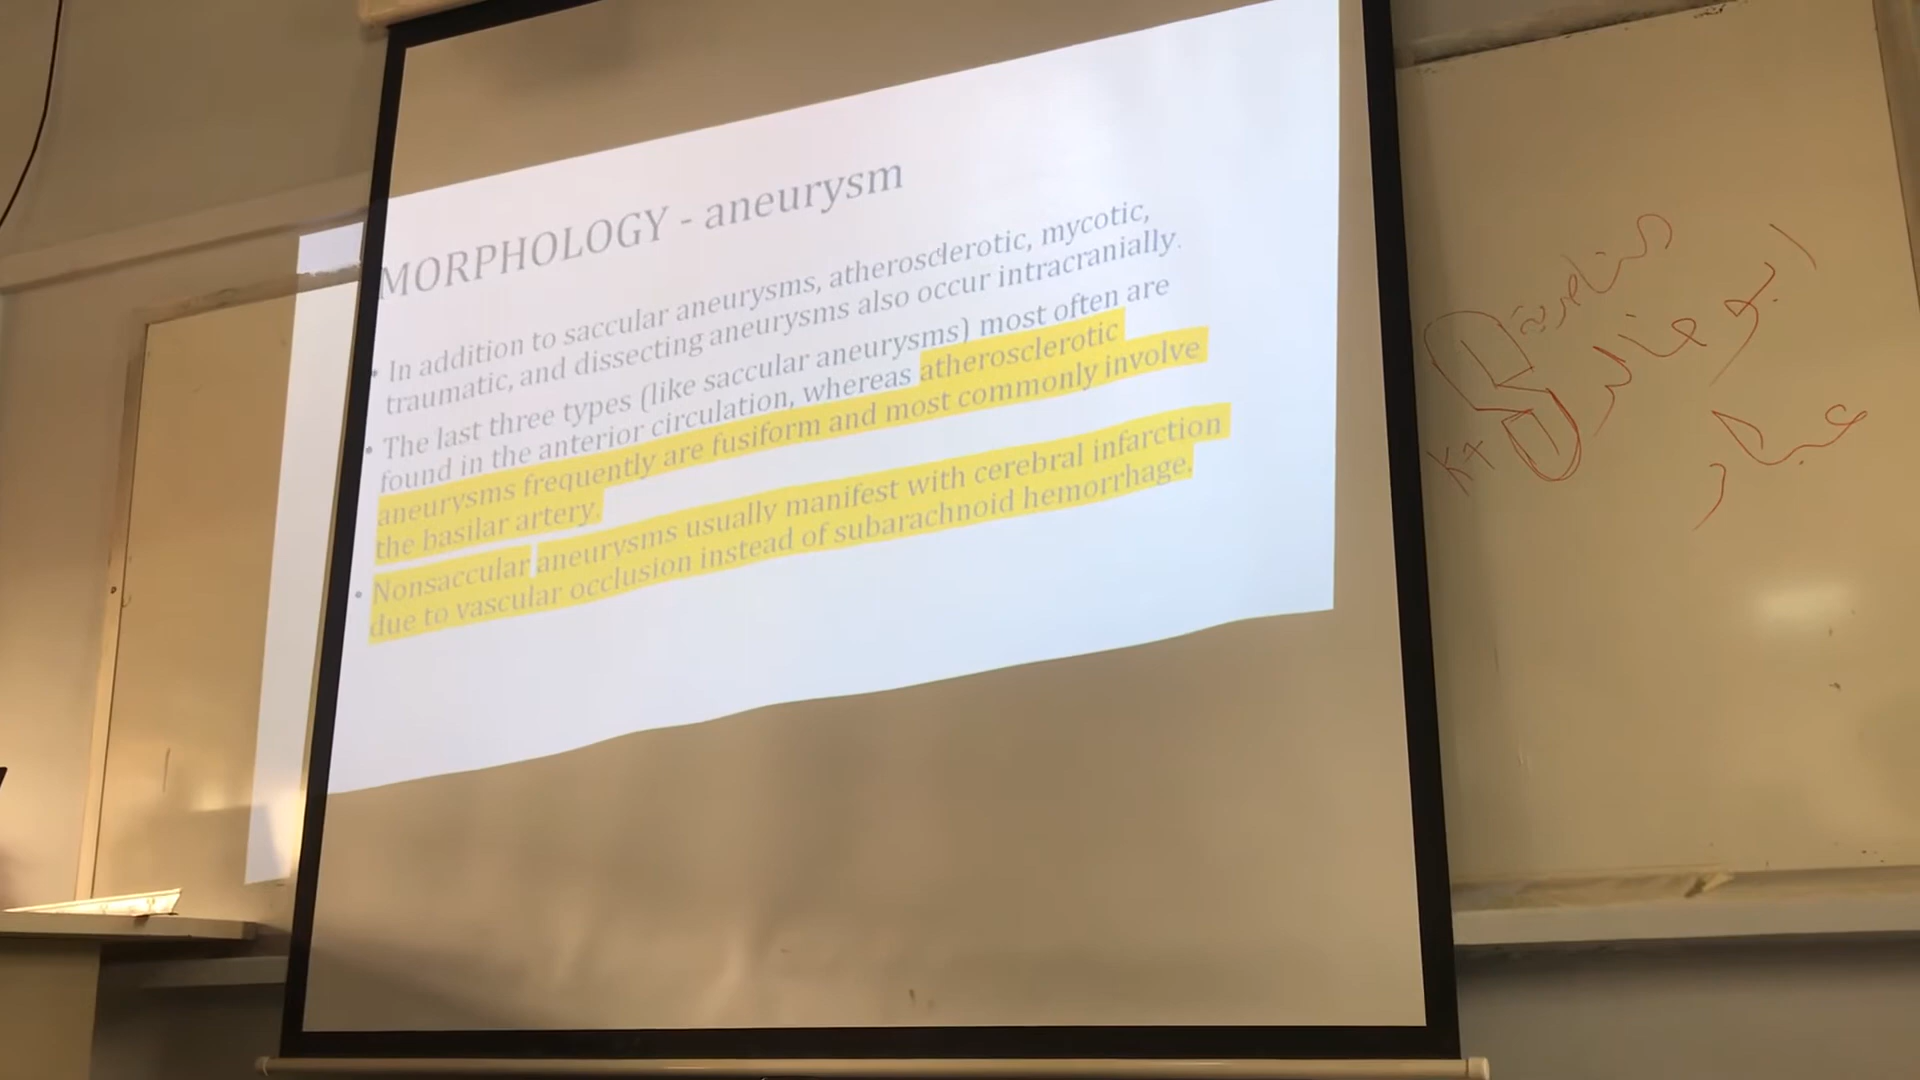 MORPHOLOGY - aneurysm
• In addition to saccular aneurysms, atherosclerotic, mycotic,
traumatic, and dissecting aneurysms also occur intracranially.
• The last three types (like saccular aneurysms) most often are
found in the anterior circulation, whereas atherosclerotic
aneurysms frequently are fusiform and most commonly involve
the basilar artery.
• Nonsaccular aneurysms usually manifest with cerebral infarction
due to vascular occlusion instead of subarachnoid hemorrhage.